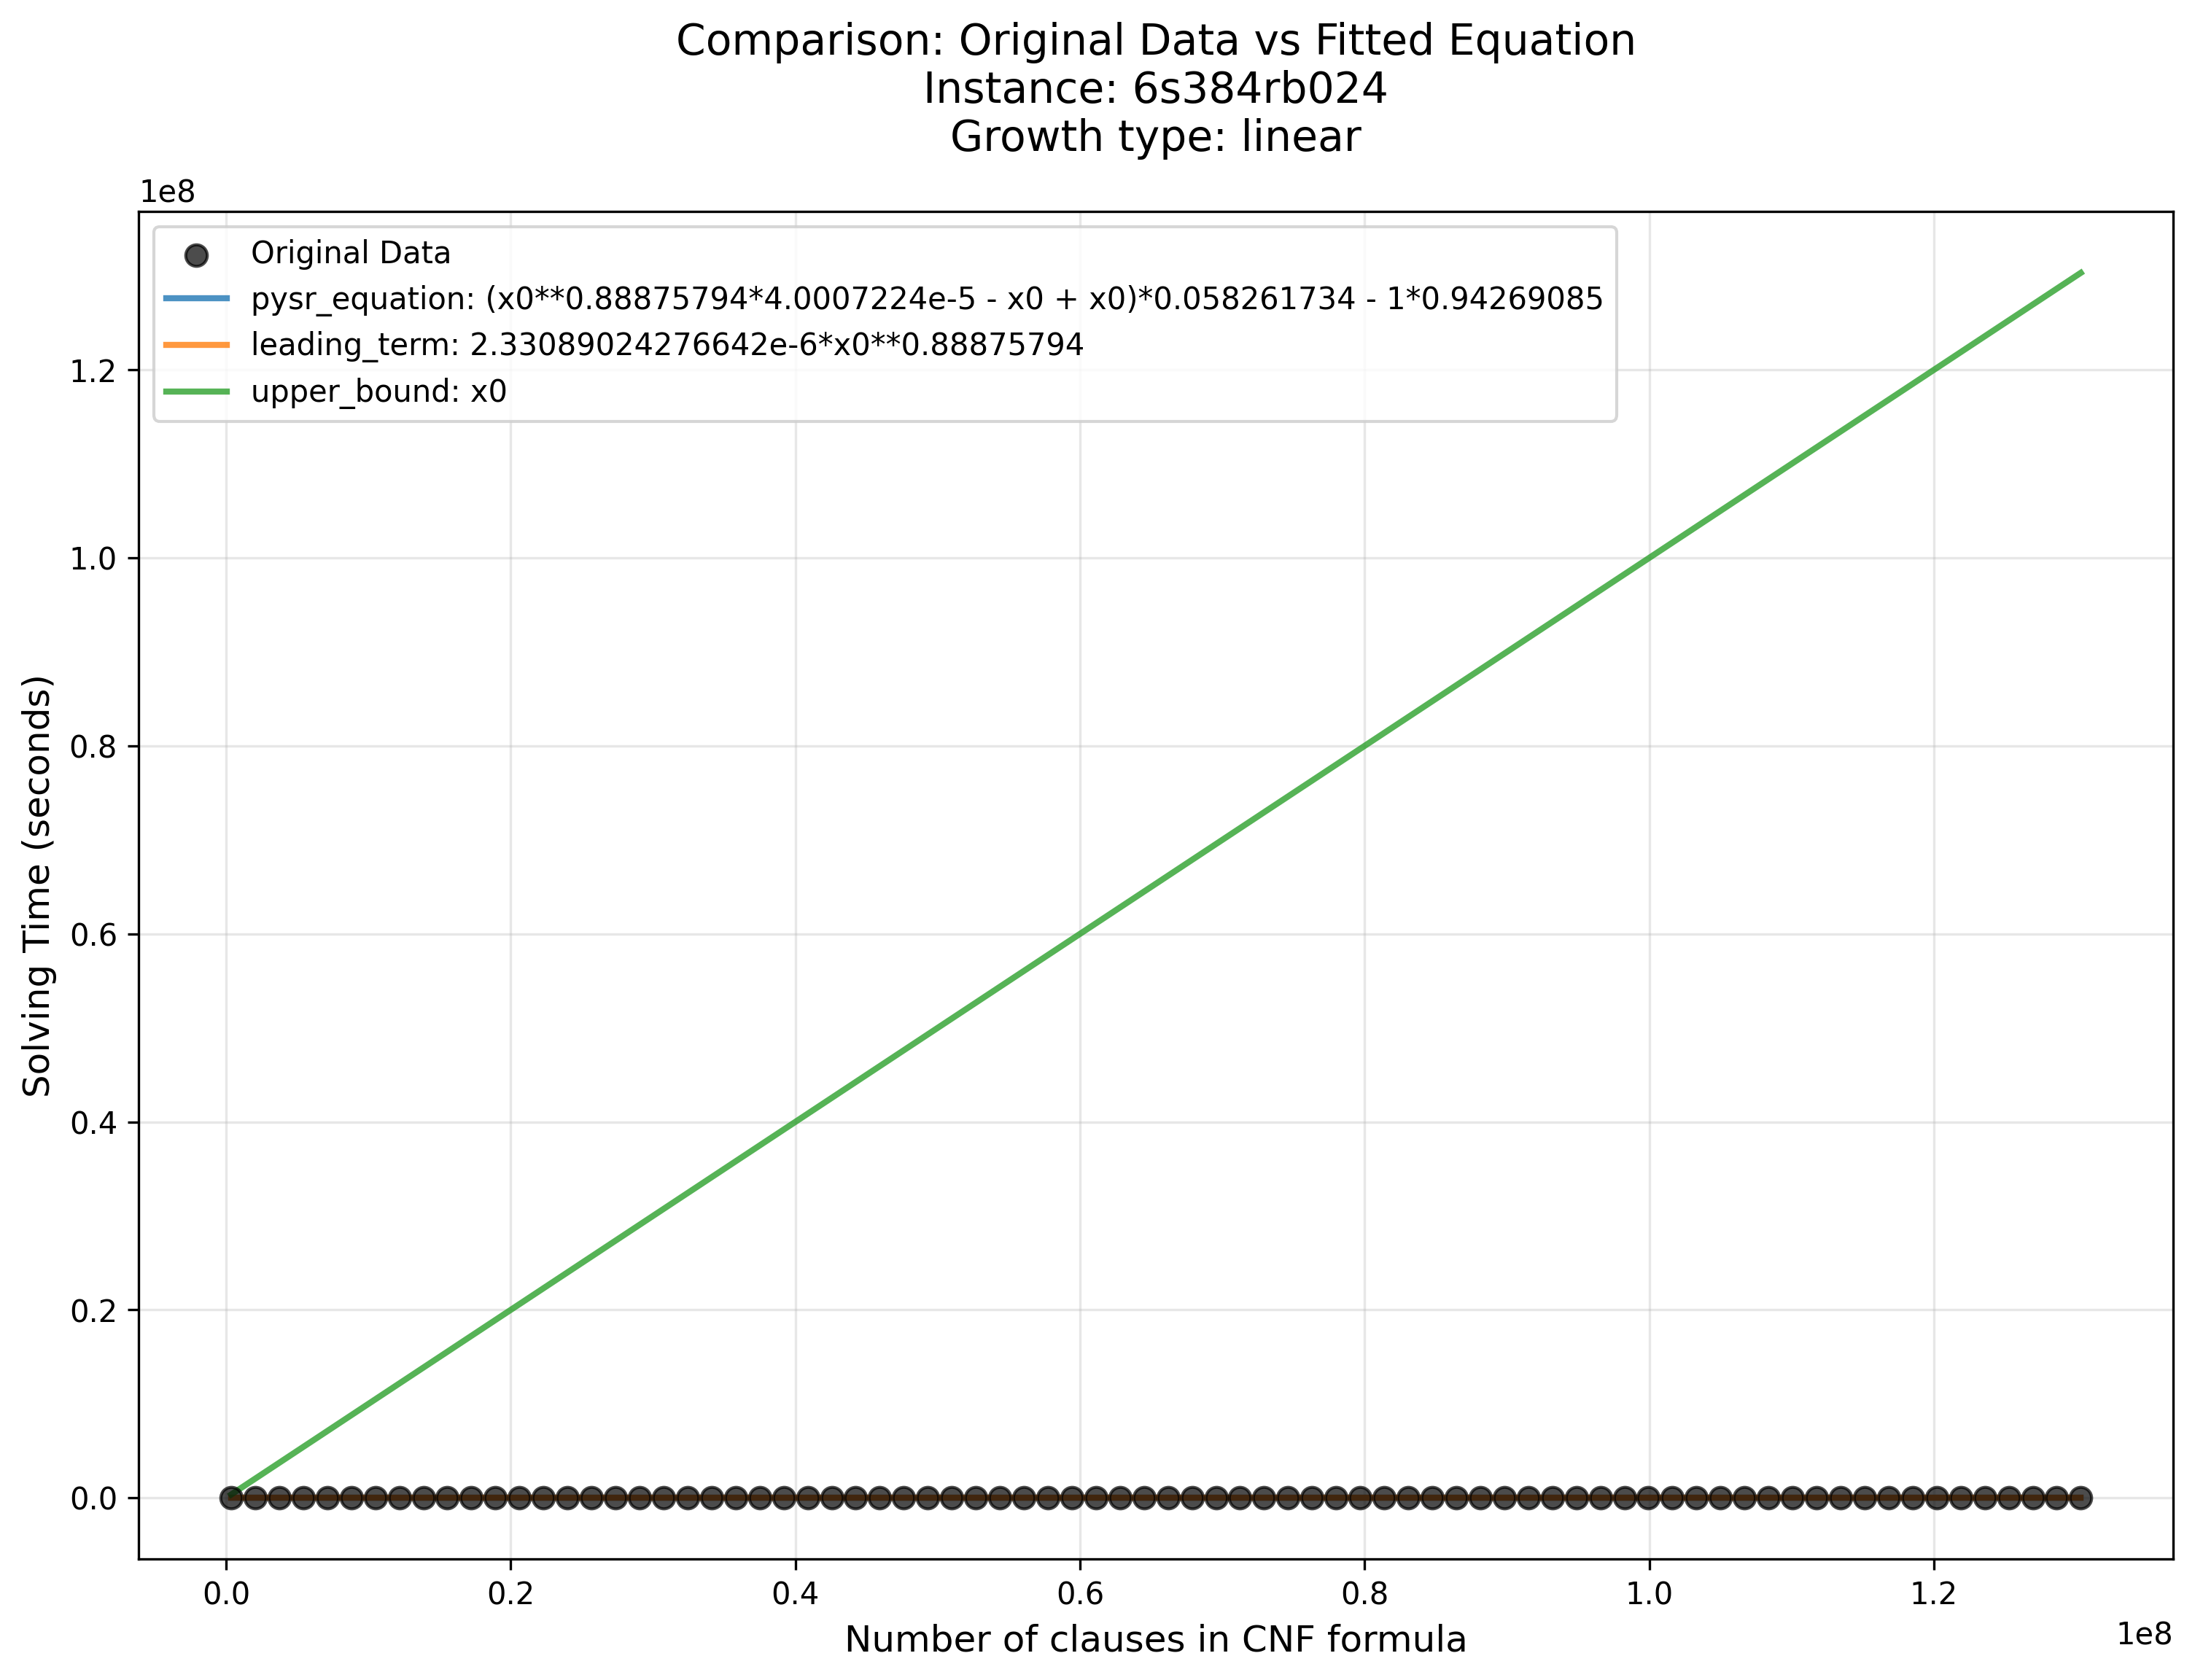 Comparison: Original Data vs Fitted Equation
Instance: 6s384rb024
Growth type: linear
1e8
Original Data
pysr_equation: (x0**0.88875794*4.0007224e-5 - x0 + x0)*0.058261734 - 1*0.94269085
leading_term: 2.33089024276642e-6*x0**0.88875794
upper_bound: x0
1.2
1.0
0.8
0.6
0.4
0.2
0.0
Solving Time (seconds)
0.0 0.2 0.4 0.6 0.8 1.0 1.2
Number of clauses in CNF formula
1e8